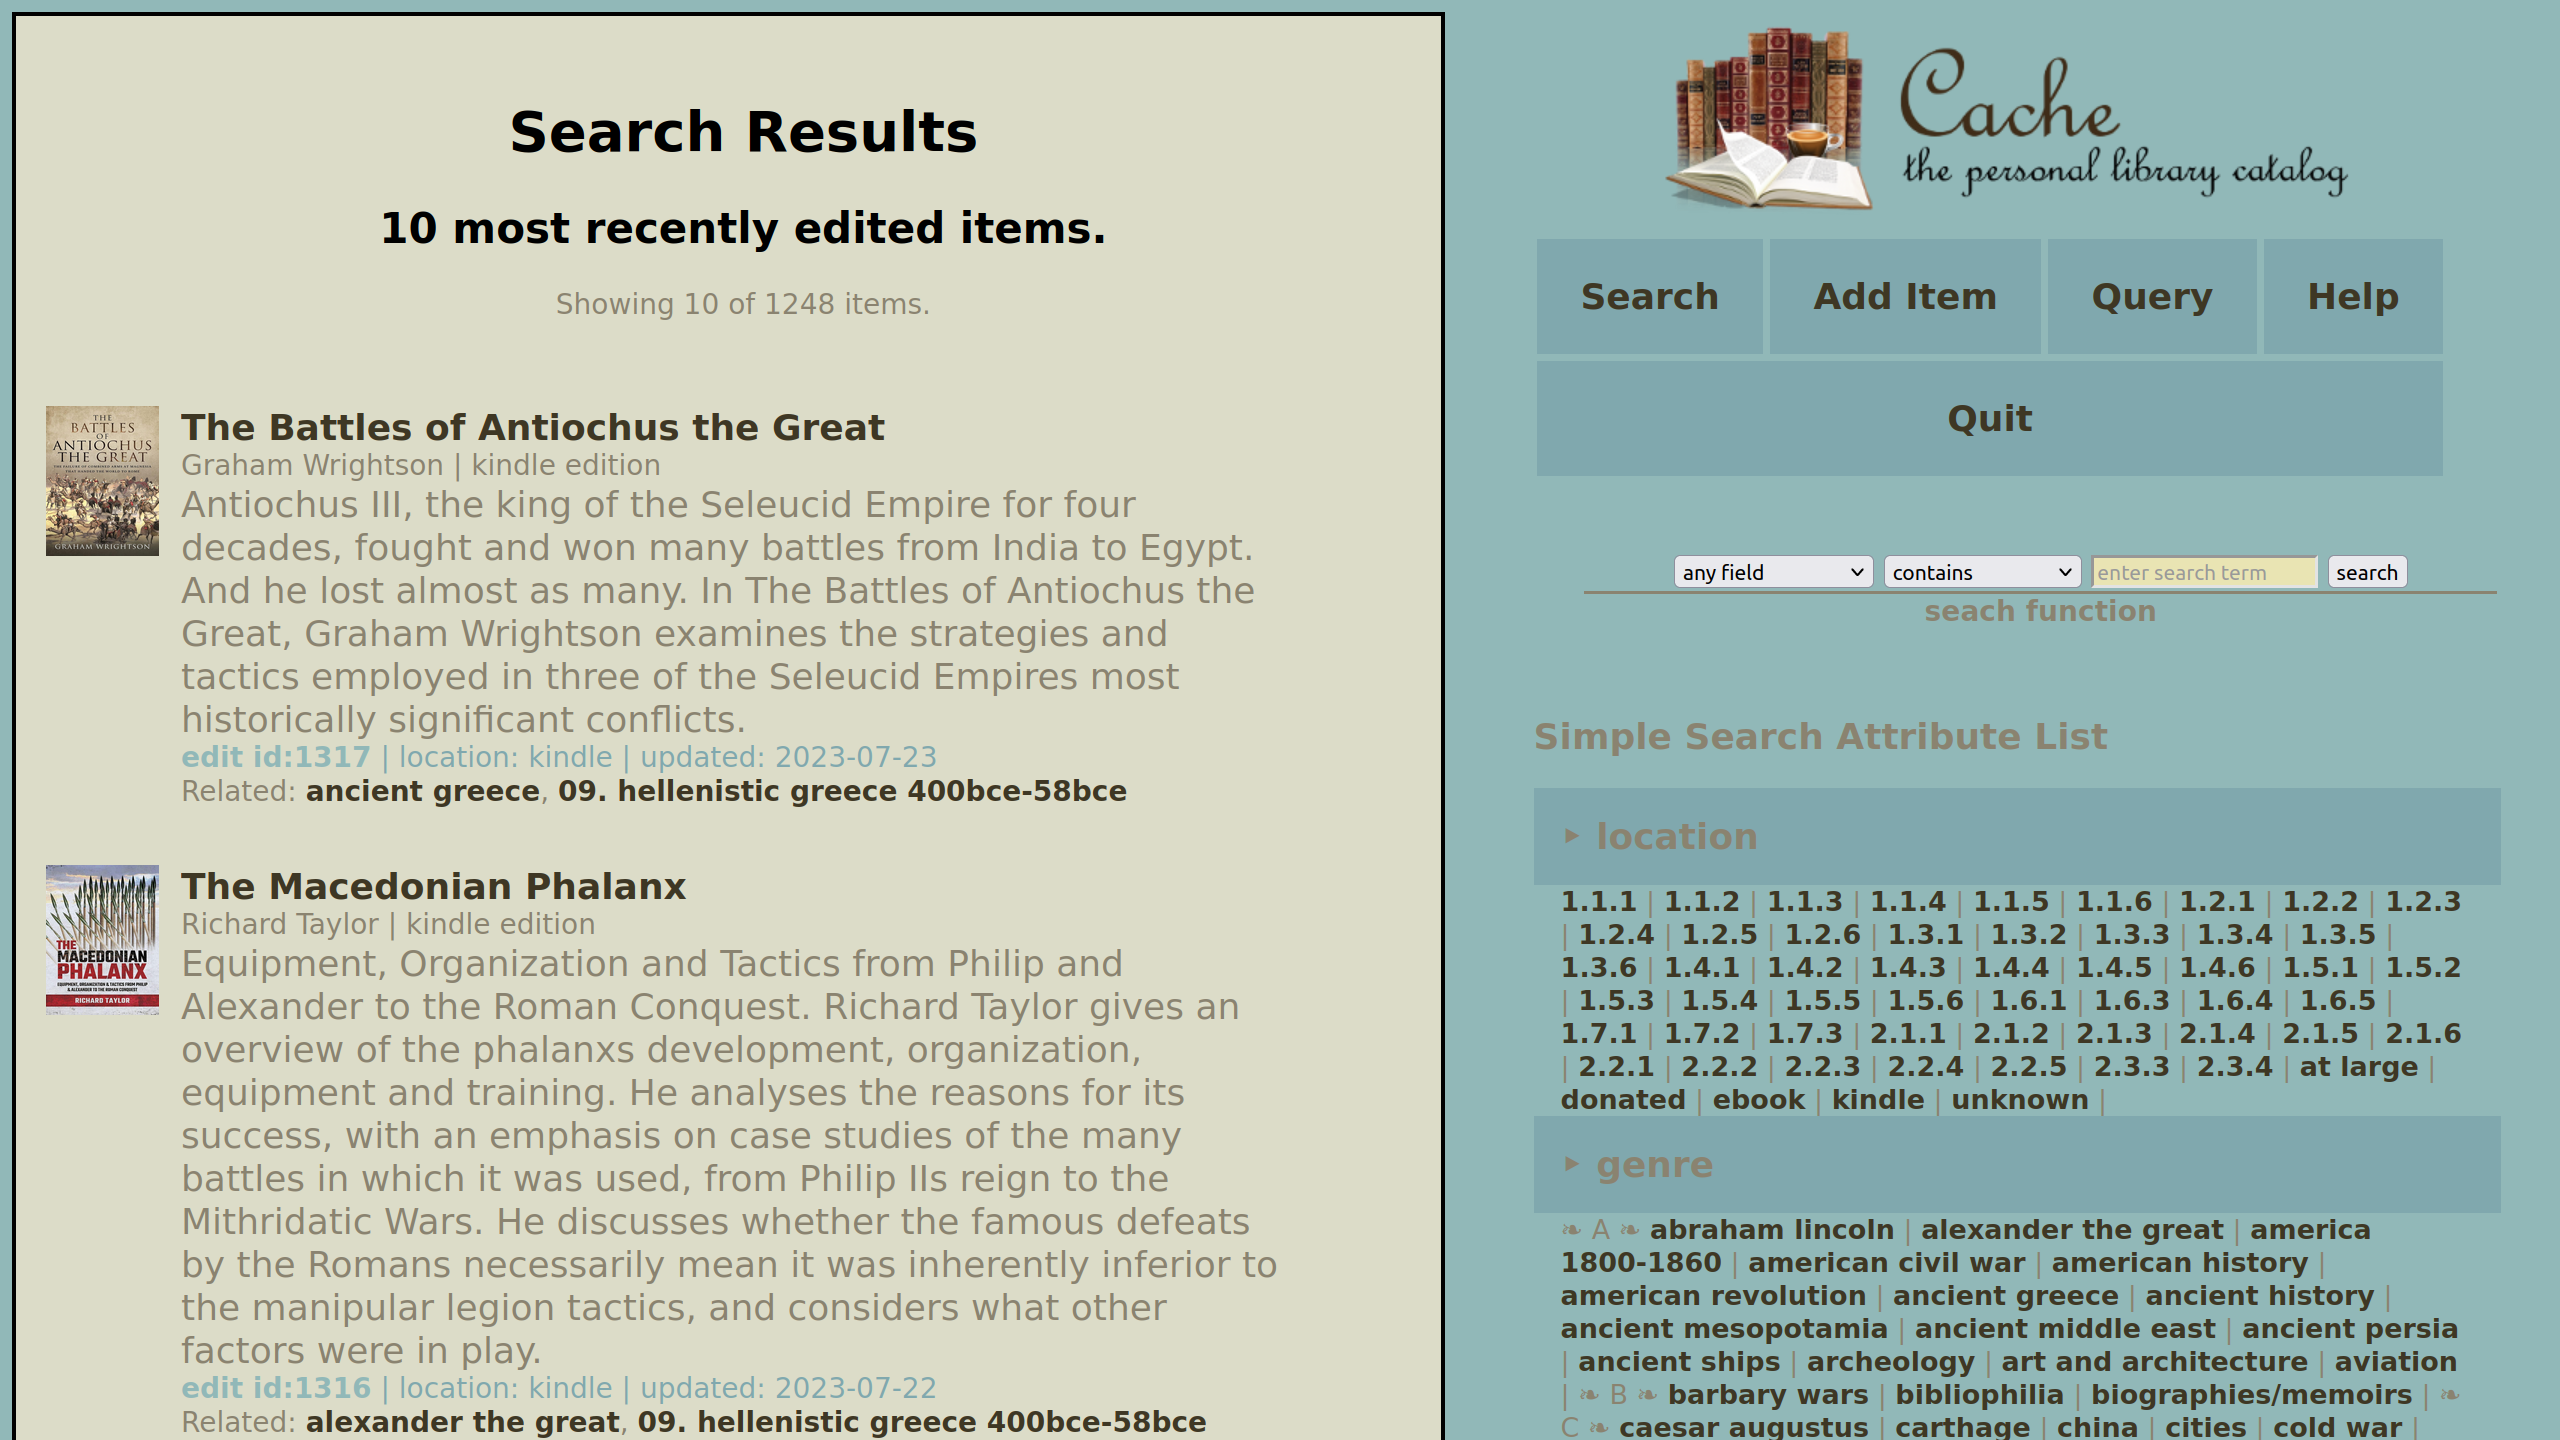 Search Results
10 most recently edited items.
Showing 10 of 1248 items.
THE
BATTLES
OF
ANTIOCHUS
THE GREAT
GRAHAM WRIGHTSON
The Battles of Antiochus the Great
Graham Wrightson | kindle edition
Antiochus III, the king of the Seleucid Empire for four
decades, fought and won many battles from India to Egypt.
And he lost almost as many. In The Battles of Antiochus the
Great, Graham Wrightson examines the strategies and
tactics employed in three of the Seleucid Empires most
historically significant conflicts.
edit id:1317 | location: kindle | updated: 2023-07-23
Related: ancient greece, 09. hellenistic greece 400bce-58bce
THE
MACEDONIAN
PHALANX
EQUIPMENT, ORGANIZATION & TACTICS FROM PHILIP
& ALEXANDER TO THE ROMAN CONQUEST
RICHARD TAYLOR
The Macedonian Phalanx
Richard Taylor | kindle edition
Equipment, Organization and Tactics from Philip and
Alexander to the Roman Conquest. Richard Taylor gives an
overview of the phalanxs development, organization,
equipment and training. He analyses the reasons for its
success, with an emphasis on case studies of the many
battles in which it was used, from Philip IIs reign to the
Mithridatic Wars. He discusses whether the famous defeats
by the Romans necessarily mean it was inherently inferior to
the manipular legion tactics, and considers what other
factors were in play.
edit id:1316 | location: kindle | updated: 2023-07-22
Related: alexander the great, 09. hellenistic greece 400bce-58bce
Cache
the personal library catalog
Search
Add Item
Query
Help
Quit
any field
contains
enter search term
search
seach function
Simple Search Attribute List
▸ location
1.1.1 | 1.1.2 | 1.1.3 | 1.1.4 | 1.1.5 | 1.1.6 | 1.2.1 | 1.2.2 | 1.2.3
| 1.2.4 | 1.2.5 | 1.2.6 | 1.3.1 | 1.3.2 | 1.3.3 | 1.3.4 | 1.3.5 |
1.3.6 | 1.4.1 | 1.4.2 | 1.4.3 | 1.4.4 | 1.4.5 | 1.4.6 | 1.5.1 | 1.5.2
| 1.5.3 | 1.5.4 | 1.5.5 | 1.5.6 | 1.6.1 | 1.6.3 | 1.6.4 | 1.6.5 |
1.7.1 | 1.7.2 | 1.7.3 | 2.1.1 | 2.1.2 | 2.1.3 | 2.1.4 | 2.1.5 | 2.1.6
| 2.2.1 | 2.2.2 | 2.2.3 | 2.2.4 | 2.2.5 | 2.3.3 | 2.3.4 | at large |
donated | ebook | kindle | unknown |
▸ genre
❧ A ❧ abraham lincoln | alexander the great | america
1800-1860 | american civil war | american history |
american revolution | ancient greece | ancient history |
ancient mesopotamia | ancient middle east | ancient persia
| ancient ships | archeology | art and architecture | aviation
| ❧ B ❧ barbary wars | bibliophilia | biographies/memoirs | ❧
C ❧ caesar augustus | carthage | china | cities | cold war |